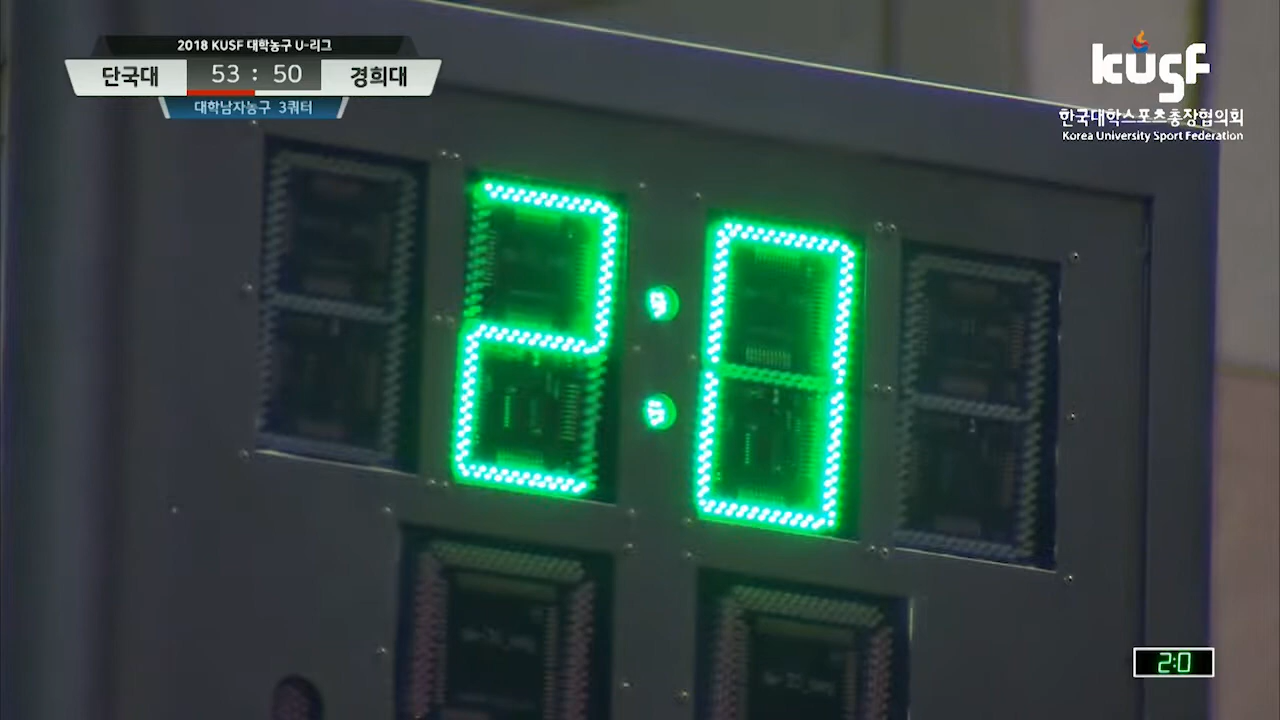 2018 KUSF 대학농구 U-리그
단국대 53 : 50 경희대
대학남자농구 3쿼터
kusf
한국대학스포츠총장협의회
Korea University Sport Federation
2:0
2:0